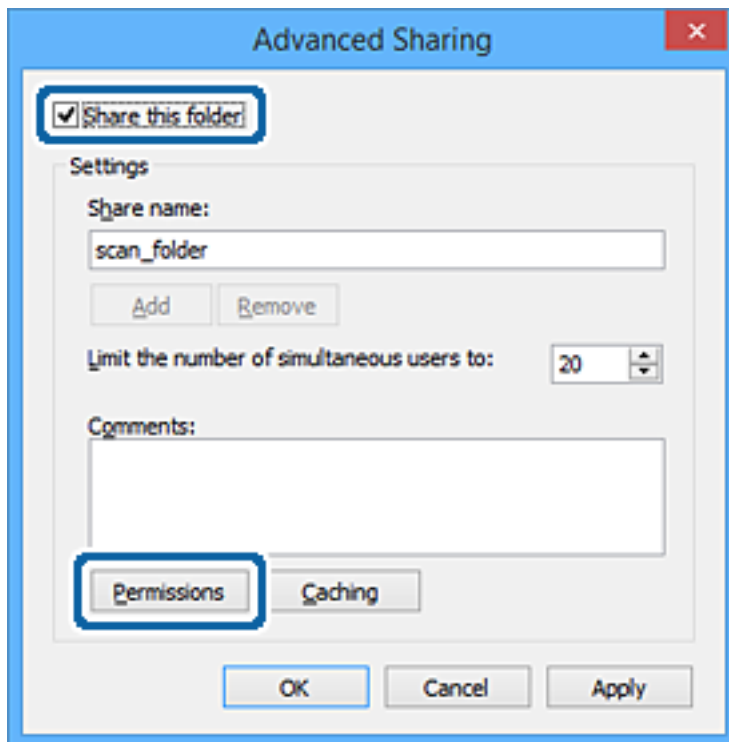 Advanced Sharing
Share this folder
Settings
Share name:
scan_folder
Add Remove
Limit the number of simultaneous users to: 20
Comments:
Permissions Caching
OK Cancel Apply